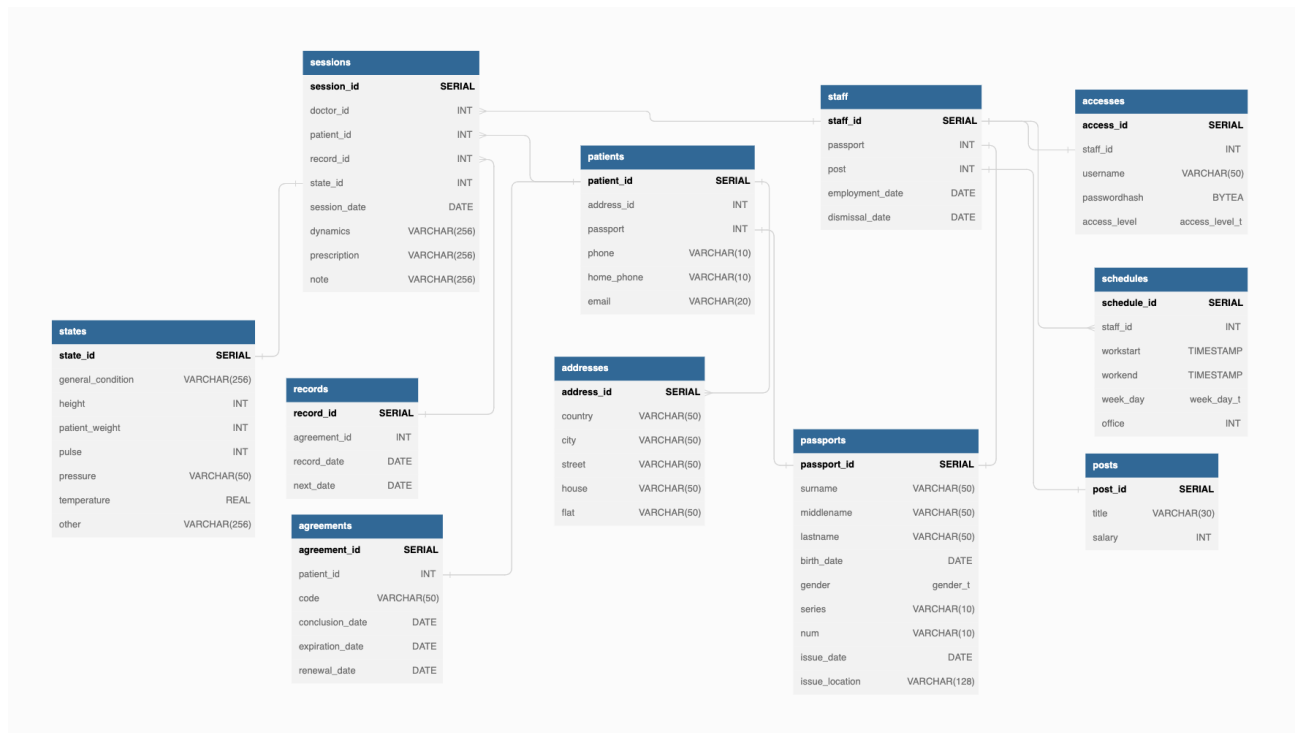 sessions
session_id SERIAL
doctor_id INT
patient_id INT
record_id INT
state_id INT
session_date DATE
dynamics VARCHAR(256)
prescription VARCHAR(256)
note VARCHAR(256)
staff
staff_id SERIAL
passport INT
post INT
employment_date DATE
dismissal_date DATE
accesses
access_id SERIAL
staff_id INT
username VARCHAR(50)
passwordhash BYTEA
access_level access_level_t
patients
patient_id SERIAL
address_id INT
passport INT
phone VARCHAR(10)
home_phone VARCHAR(10)
email VARCHAR(20)
schedules
schedule_id SERIAL
staff_id INT
workstart TIMESTAMP
workend TIMESTAMP
week_day week_day_t
office INT
states
state_id SERIAL
general_condition VARCHAR(256)
height INT
patient_weight INT
pulse INT
pressure VARCHAR(50)
temperature REAL
other VARCHAR(256)
records
record_id SERIAL
agreement_id INT
record_date DATE
next_date DATE
addresses
address_id SERIAL
country VARCHAR(50)
city VARCHAR(50)
street VARCHAR(50)
house VARCHAR(50)
flat VARCHAR(50)
passports
passport_id SERIAL
surname VARCHAR(50)
middlename VARCHAR(50)
lastname VARCHAR(50)
birth_date DATE
gender gender_t
series VARCHAR(10)
num VARCHAR(10)
issue_date DATE
issue_location VARCHAR(128)
posts
post_id SERIAL
title VARCHAR(30)
salary INT
agreements
agreement_id SERIAL
patient_id INT
code VARCHAR(50)
conclusion_date DATE
expiration_date DATE
renewal_date DATE